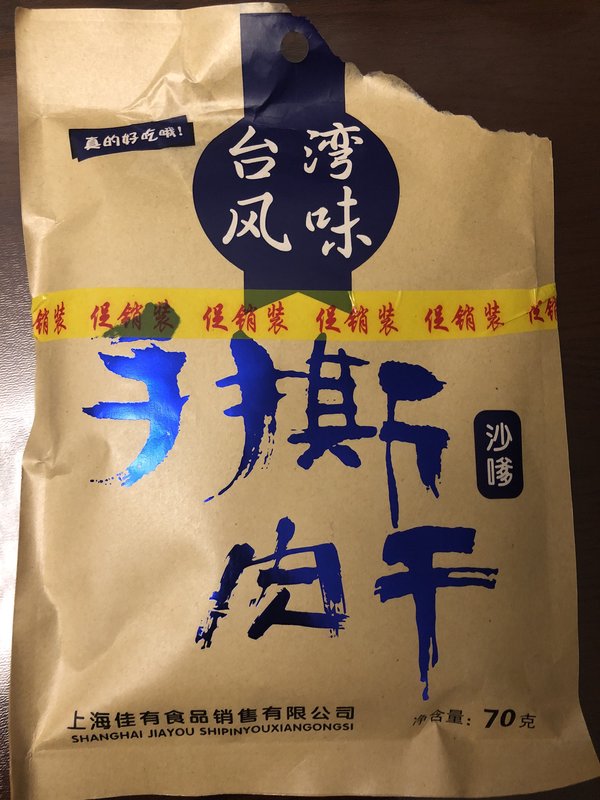 真的好吃哦!
台湾
风味
销装 促销装 促销装 促销装 促销装 促销
手撕
沙嗲
肉干
上海佳有食品销售有限公司
SHANGHAI JIAYOU SHIPINYOUXIANGONGSI
净含量: 70克